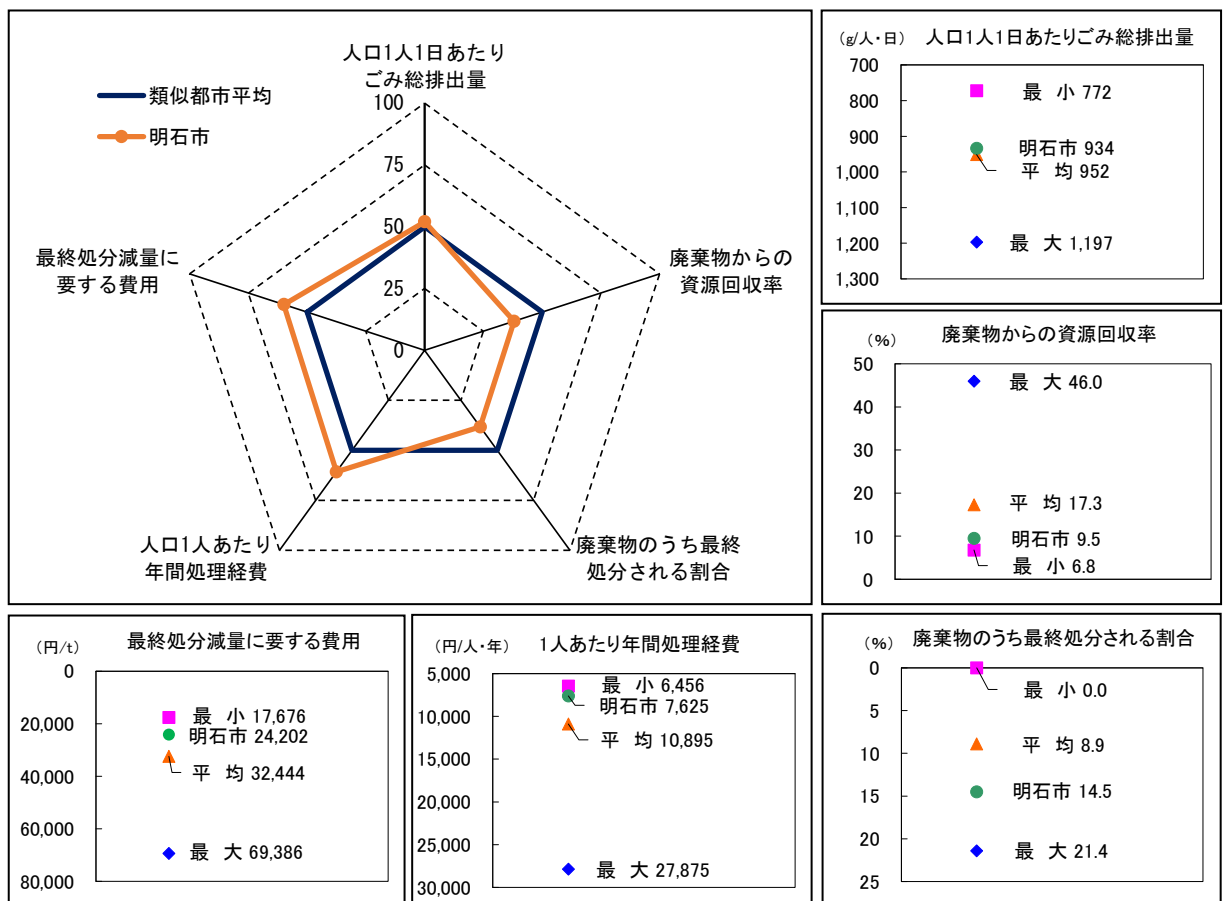 人口1人1日あたり
ごみ総排出量
類似都市平均
明石市
100
75
50
25
0
最終処分減量に
要する費用
廃棄物からの
資源回収率
人口1人あたり
年間処理経費
廃棄物のうち最終
処分される割合
(g/人・日) 人口1人1日あたりごみ総排出量
700
800
900
1,000
1,100
1,200
1,300
最 小 772
明石市 934
平 均 952
最 大 1,197
(%) 廃棄物からの資源回収率
50
40
30
20
10
0
最 大 46.0
平 均 17.3
明石市 9.5
最 小 6.8
(円/t) 最終処分減量に要する費用
0
20,000
40,000
60,000
80,000
最 小 17,676
明石市 24,202
平 均 32,444
最 大 69,386
(円/人・年) 1人あたり年間処理経費
5,000
10,000
15,000
20,000
25,000
30,000
最 小 6,456
明石市 7,625
平 均 10,895
最 大 27,875
(%) 廃棄物のうち最終処分される割合
0
5
10
15
20
25
最 小 0.0
平 均 8.9
明石市 14.5
最 大 21.4